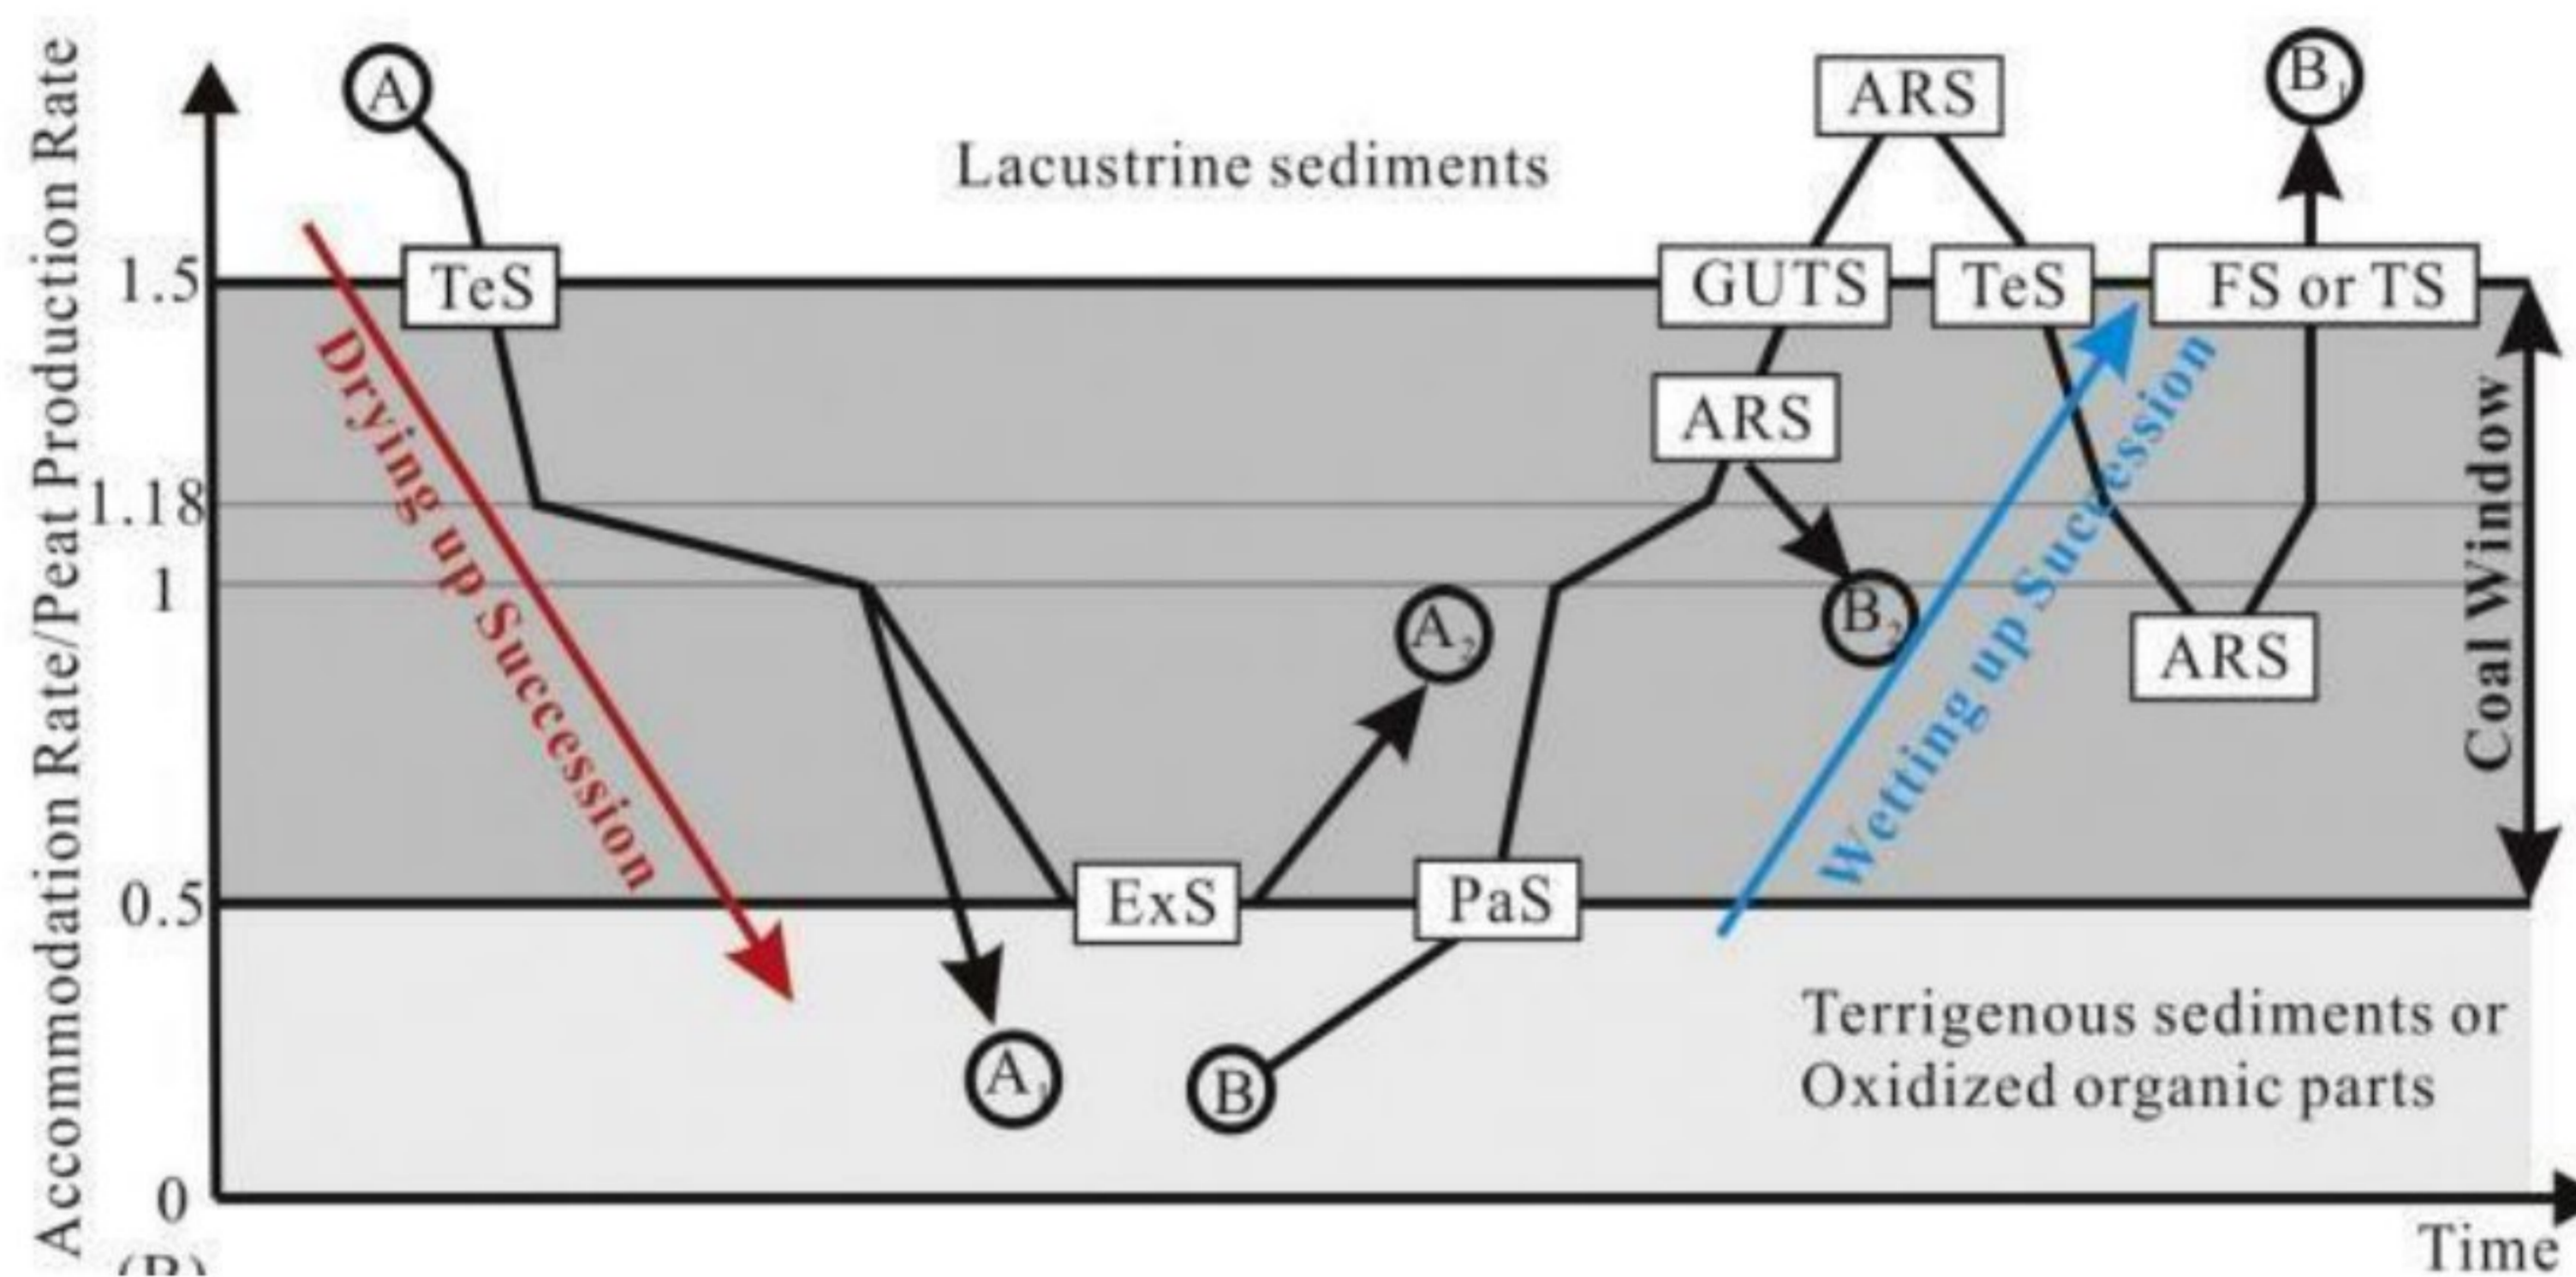 Accommodation Rate/Peat Production Rate
A
ARS
B₁
Lacustrine sediments
1.5
TeS
GUTS
TeS
FS or TS
Drying up Succession
ARS
Wetting up Succession
Coal Window
1.18
1
A₂
B₂
ARS
0.5
ExS
PaS
A₁
B
Terrigenous sediments or
Oxidized organic parts
0
Time